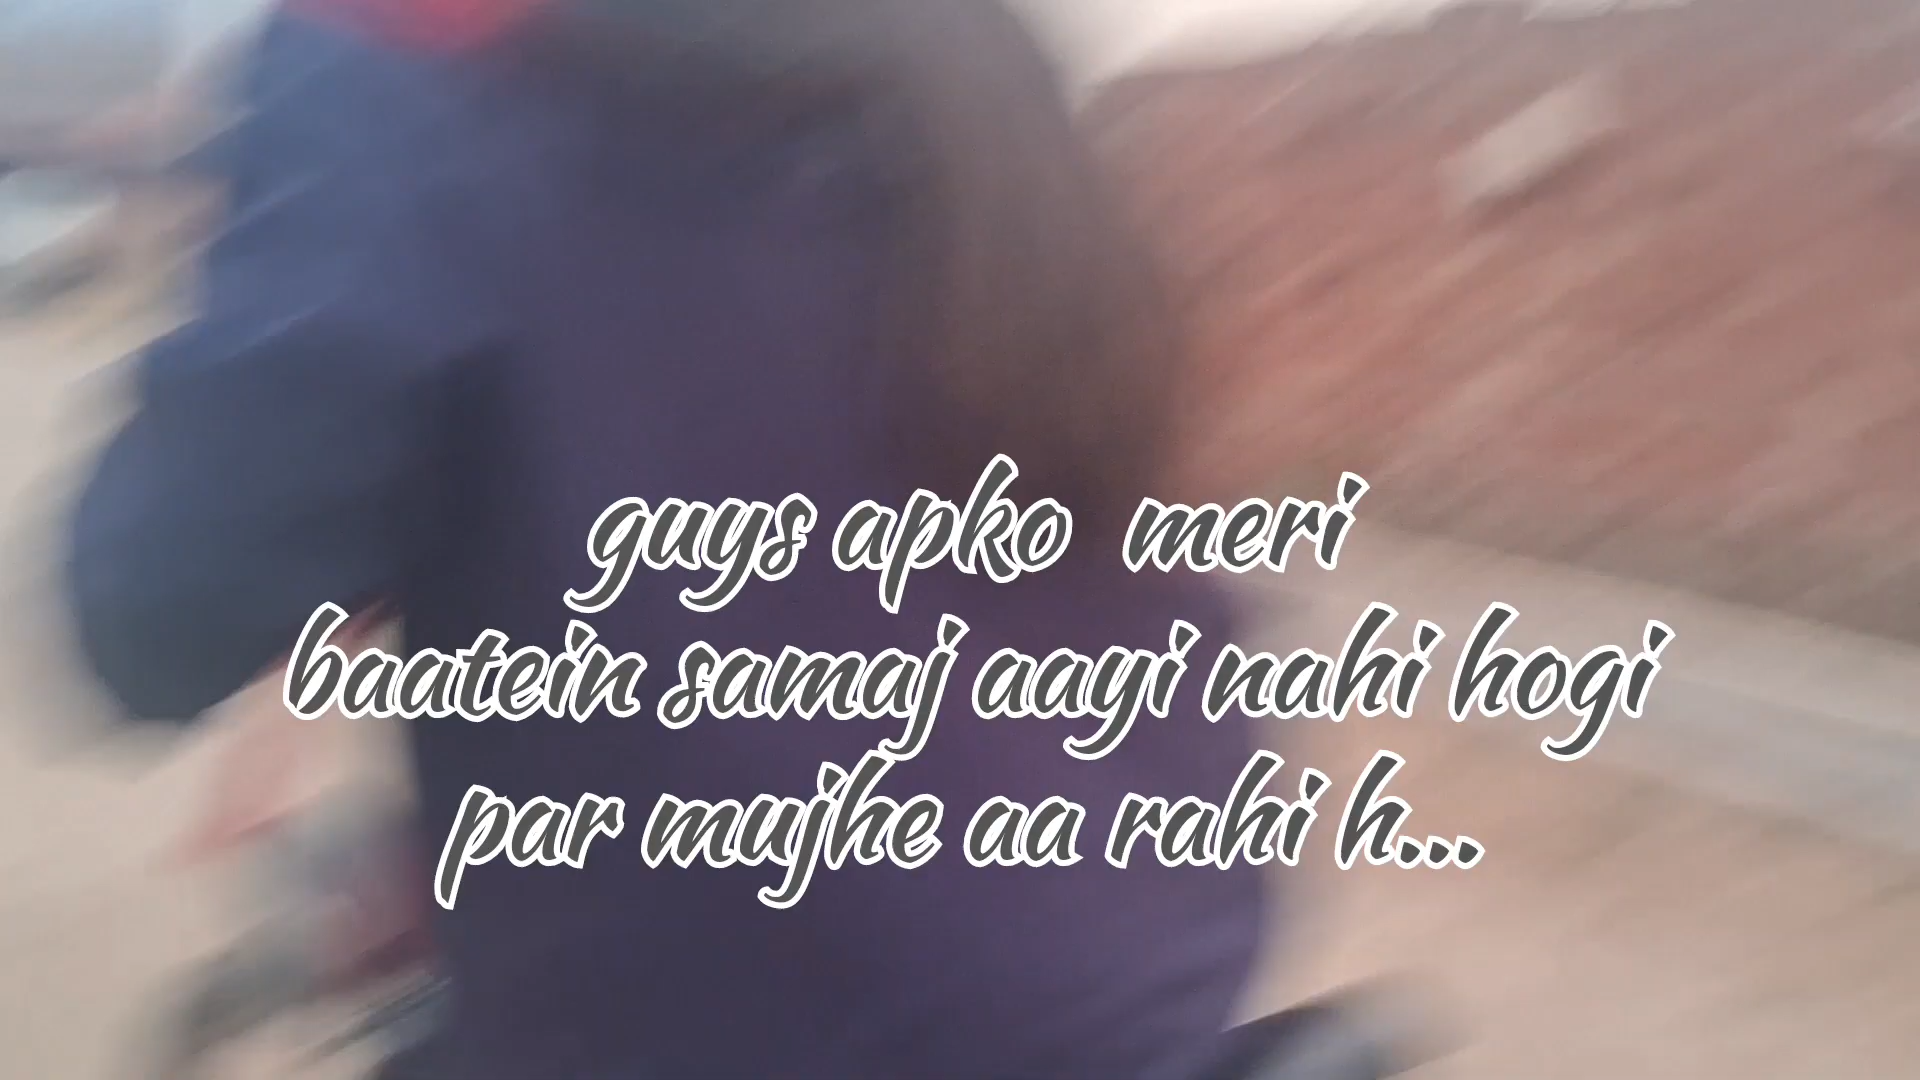 guys apko meri
baatein samaj aayi nahi hogi
par mujhe aa rahi h...